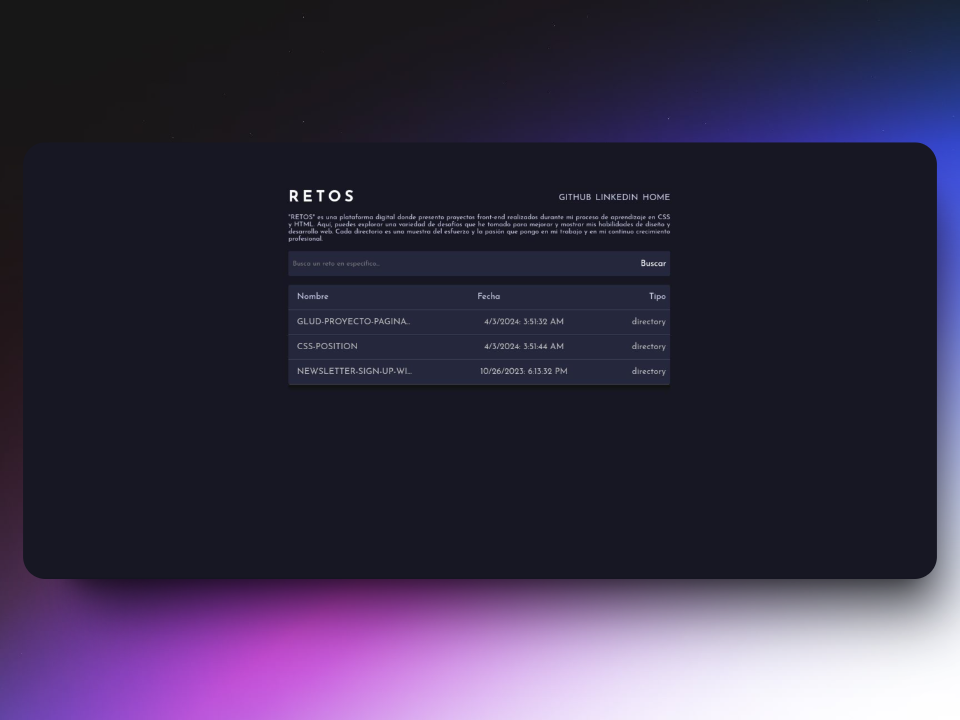 RETOS
GITHUB LINKEDIN HOME
"RETOS" es una plataforma digital donde presento proyectos front-end realizados durante mi proceso de aprendizaje en CSS
y HTML. Aquí, puedes explorar una variedad de desafíos que he tomado para mejorar y mostrar mis habilidades de diseño y
desarrollo web. Cada directorio es una muestra del esfuerzo y la pasión que pongo en mi trabajo y en mi continuo crecimiento
profesional.
Busca un reto en específico...
Buscar
Nombre Fecha Tipo
GLUD-PROYECTO-PAGINA... 4/3/2024: 3:51:32 AM directory
CSS-POSITION 4/3/2024: 3:51:44 AM directory
NEWSLETTER-SIGN-UP-WI... 10/26/2023: 6:13:32 PM directory